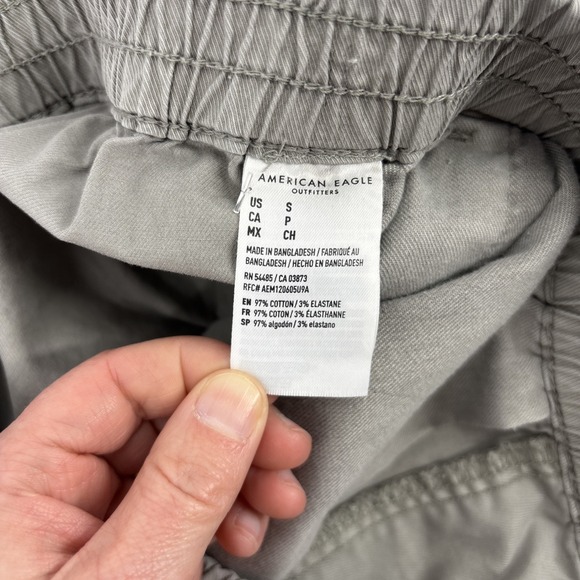 AMERICAN EAGLE
OUTFITTERS
US S
CA P
MX CH
MADE IN BANGLADESH / FABRIQUÉ AU
BANGLADESH / HECHO EN BANGLADESH
RN 54485 / CA 03873
RFC# AEM120605U9A
EN 97% COTTON / 3% ELASTANE
FR 97% COTON / 3% ÉLASTHANNE
SP 97% algodón / 3% elastano